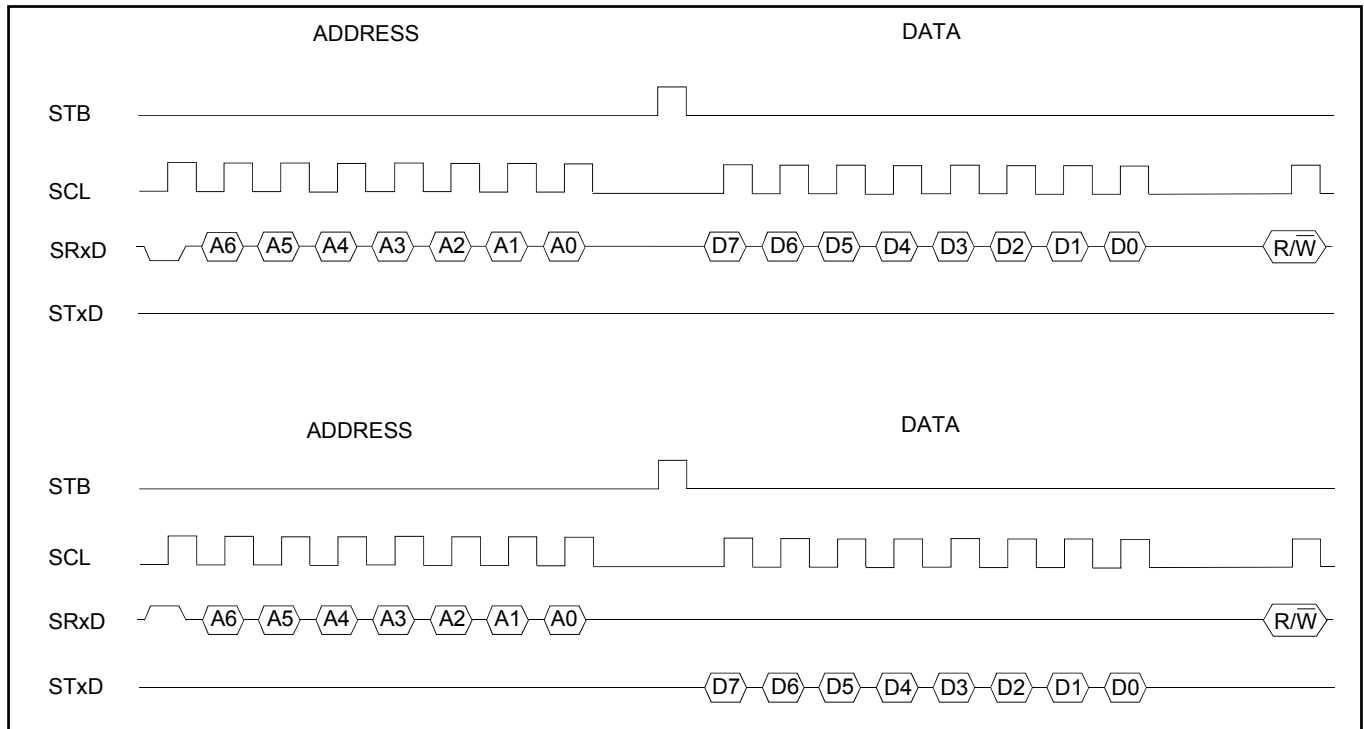 ADDRESS DATA
STB
SCL
SRxD A6 A5 A4 A3 A2 A1 A0 D7 D6 D5 D4 D3 D2 D1 D0 R/W̅
STxD
ADDRESS DATA
STB
SCL
SRxD A6 A5 A4 A3 A2 A1 A0 R/W̅
STxD D7 D6 D5 D4 D3 D2 D1 D0